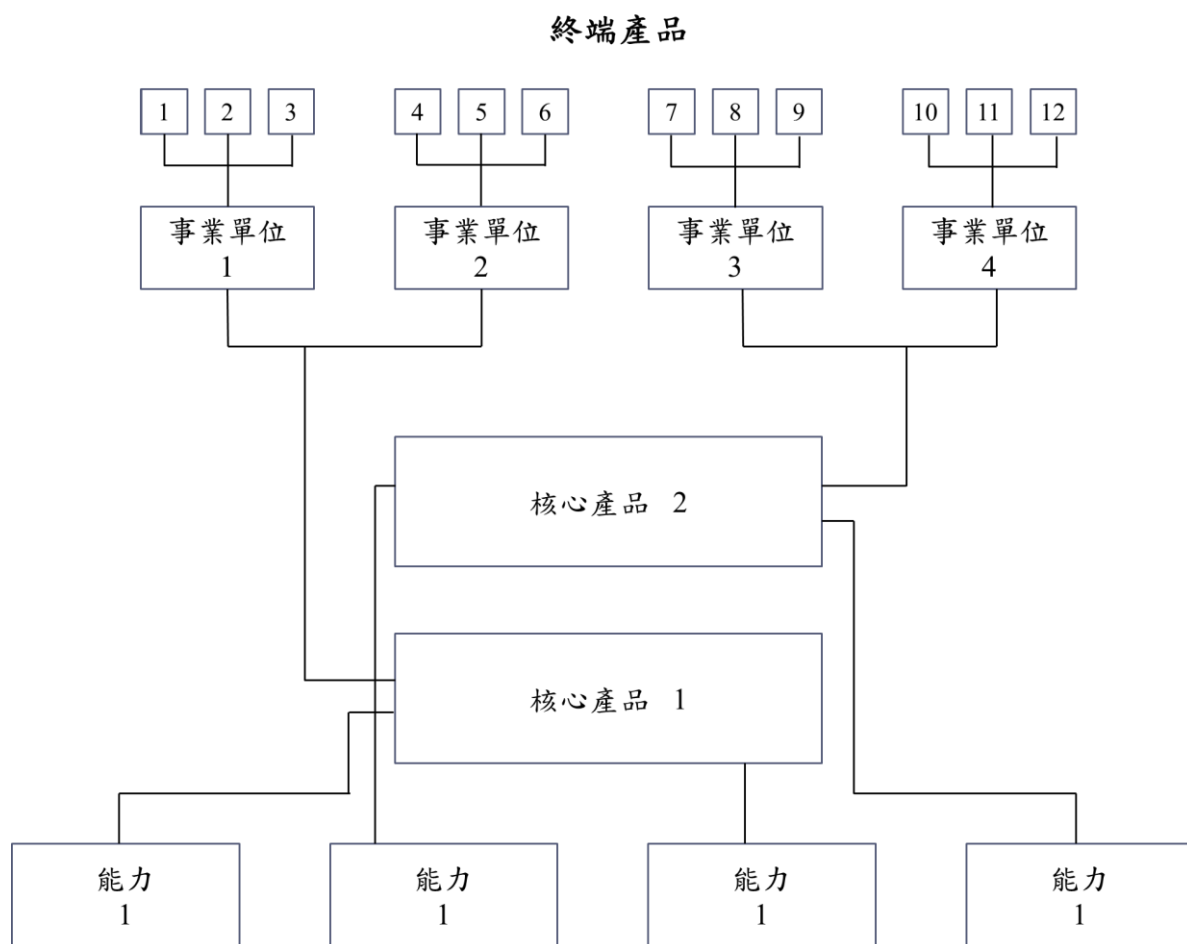 終端產品
1 2 3 4 5 6 7 8 9 10 11 12
事業單位 事業單位 事業單位 事業單位
1 2 3 4
核心產品 2
核心產品 1
能力 能力 能力 能力
1 1 1 1